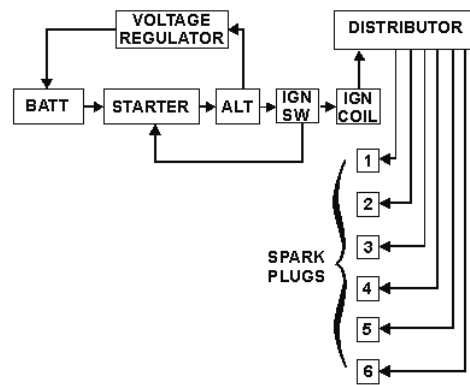 VOLTAGE
REGULATOR
DISTRIBUTOR
BATT
STARTER
ALT
IGN
SW
IGN
COIL
1
2
3
SPARK
PLUGS
4
5
6